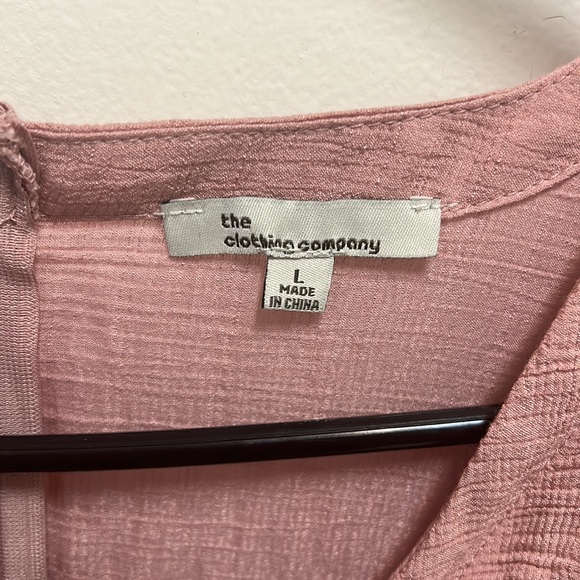 the
clothing company
L
MADE
IN CHINA